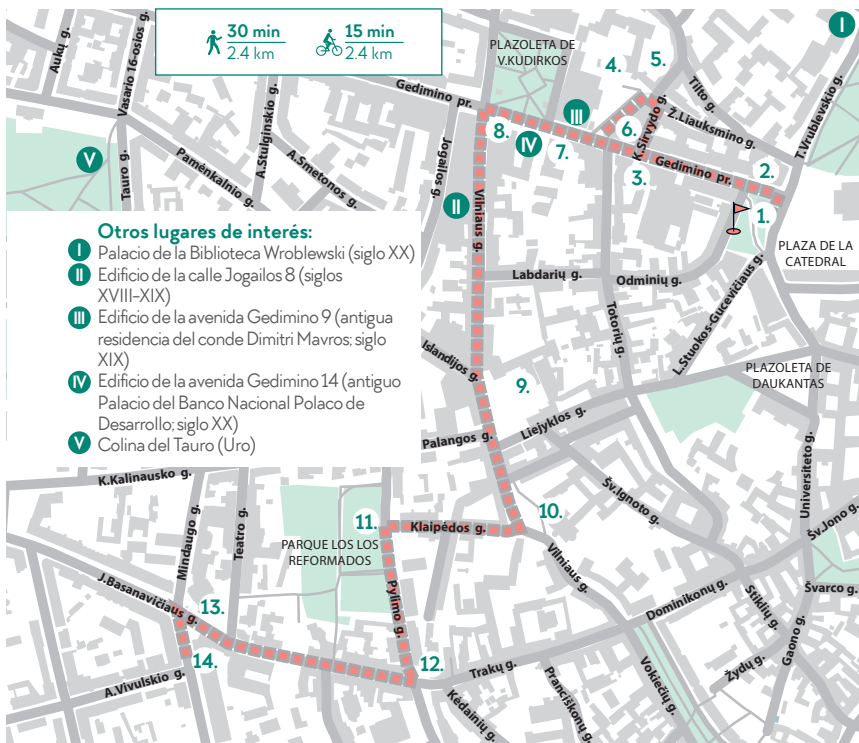 30 min
2.4 km
15 min
2.4 km
PLAZOLETA DE
V.KUDIRKOS
I
Aukų g.
Vasario 16-osios g.
Gedimino pr.
4.
5.
Tilto g.
Ž.Liauksmino g.
T.Vrublevskio g.
A.Stulginskio g.
A.Smetonos g.
Pamėnkalnio g.
Tauro g.
V
Jogailos g.
8.
III
IV
7.
6.
K.Sirvydo g.
3.
Gedimino pr.
2.
1.
II
Vilniaus g.
PLAZA DE LA
CATEDRAL
Otros lugares de interés:
I Palacio de la Biblioteca Wroblewski (siglo XX)
II Edificio de la calle Jogailos 8 (siglos
XVIII-XIX)
III Edificio de la avenida Gedimino 9 (antigua
residencia del conde Dimitri Mavros; siglo
XIX)
IV Edificio de la avenida Gedimino 14 (antiguo
Palacio del Banco Nacional Polaco de
Desarrollo; siglo XX)
V Colina del Tauro (Uro)
Labdarių g.
Odminių g.
Totorių g.
L.Stuokos-Gucevičiaus g.
Islandijos g.
9.
PLAZOLETA DE
DAUKANTAS
Palangos g.
Liejyklos g.
Universiteto g.
K.Kalinausko g.
Šv.Ignoto g.
10.
11.
Klaipėdos g.
Šv.Jono g.
PARQUE LOS LOS
REFORMADOS
Mindaugo g.
Teatro g.
Vilniaus g.
Pylimo g.
J.Basanavičiaus g.
13.
Dominikonų g.
Stiklių g.
Švarco g.
Gaono g.
14.
12.
Trakų g.
Žydų g.
A.Vivulskio g.
Kėdainių g.
Pranciškonų g.
Vokiečių g.